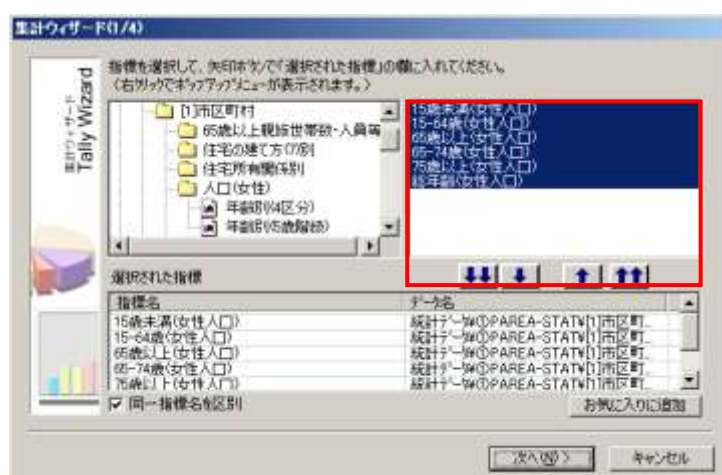 集計ウィザード(1/4)
指標を選択して、矢印ボタンで「選択された指標」の欄に入れてください。
(右クリックでポップアップメニューが表示されます。)
集計ウィザード
Tally Wizard
[1]市区町村
65歳以上親族世帯数・人員等
住宅の建て方(7)別
住宅所有関係別
人口(女性)
年齢別(4区分)
年齢別(5歳階級)
15歳未満(女性人口)
15-64歳(女性人口)
65歳以上(女性人口)
65-74歳(女性人口)
75歳以上(女性人口)
総年齢(女性人口)
選択された指標
指標名 データ名
15歳未満(女性人口) 統計データ¥①PAREA-STAT¥[1]市区町...
15-64歳(女性人口) 統計データ¥①PAREA-STAT¥[1]市区町...
65歳以上(女性人口) 統計データ¥①PAREA-STAT¥[1]市区町...
65-74歳(女性人口) 統計データ¥①PAREA-STAT¥[1]市区町...
75歳以上(女性人口) 統計データ¥①PAREA-STAT¥[1]市区町...
同一指標名を区別
お気に入りに追加
次へ(N) >
キャンセル